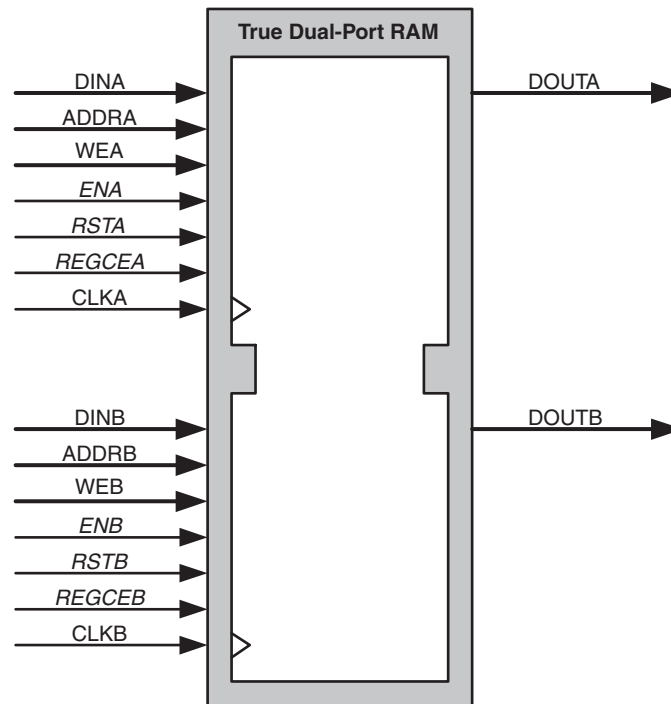 True Dual-Port RAM
DINA
DOUTA
ADDRA
WEA
ENA
RSTA
REGCEA
CLKA
DINB
DOUTB
ADDRB
WEB
ENB
RSTB
REGCEB
CLKB